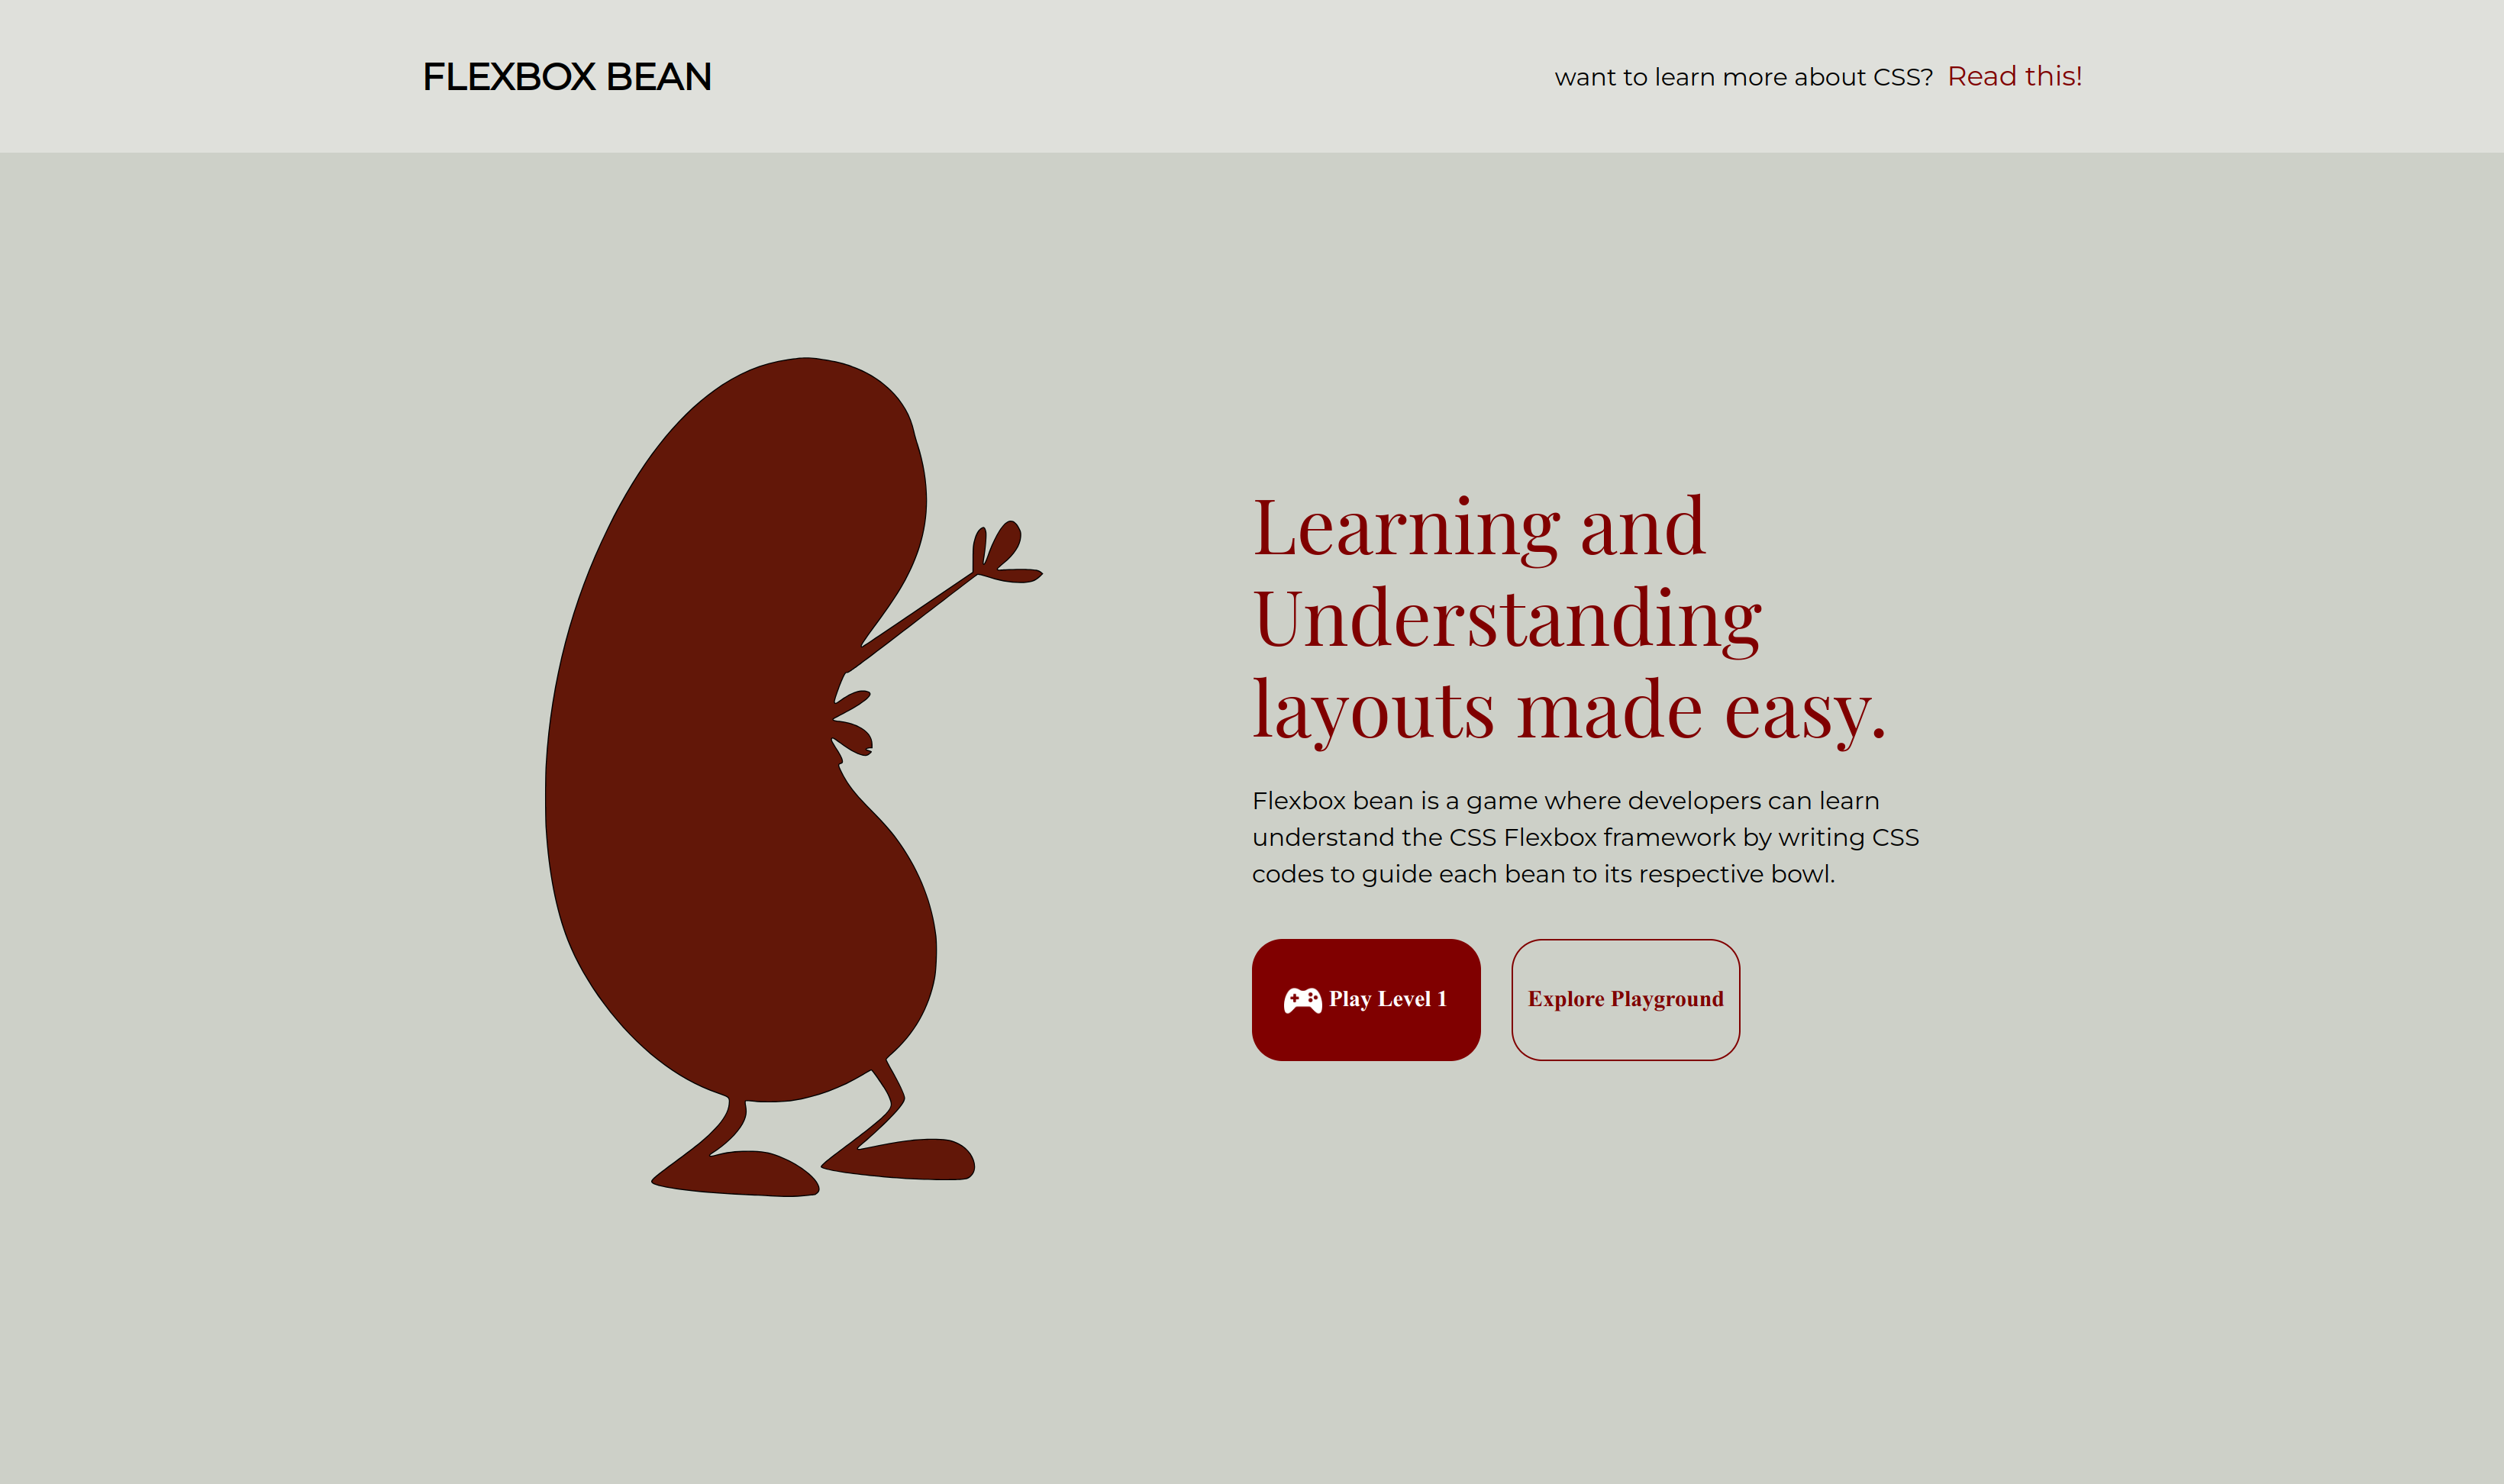 FLEXBOX BEAN
want to learn more about CSS? Read this!
Learning and
Understanding
layouts made easy.
Flexbox bean is a game where developers can learn
understand the CSS Flexbox framework by writing CSS
codes to guide each bean to its respective bowl.
Play Level 1
Explore Playground